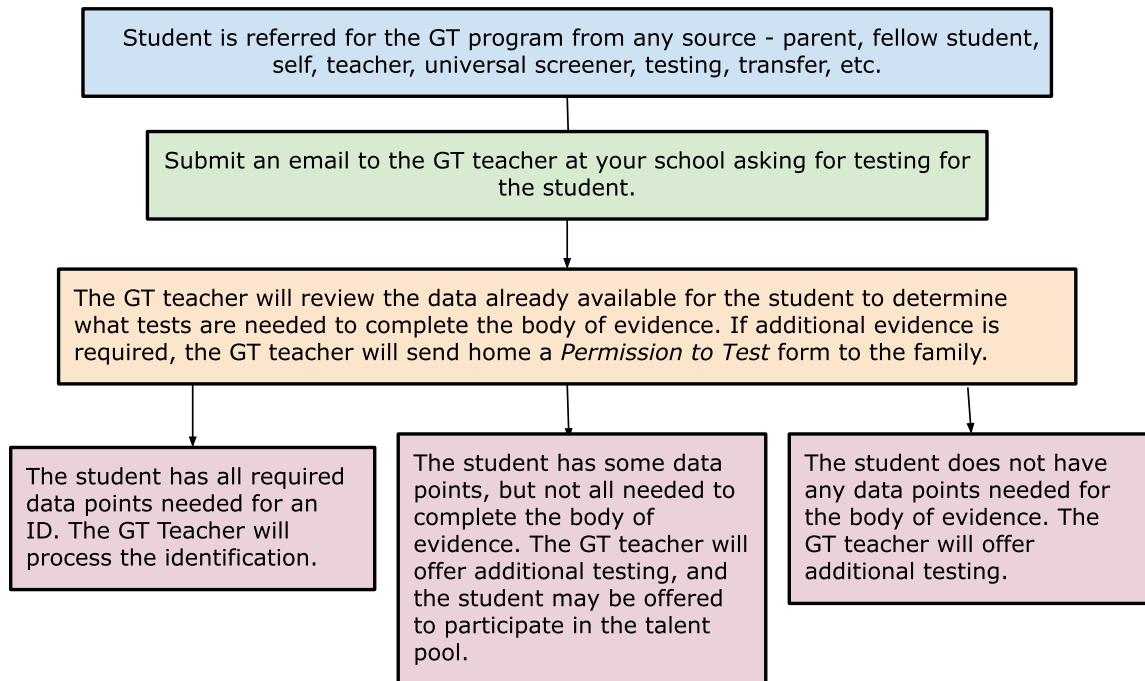 Student is referred for the GT program from any source - parent, fellow student,
self, teacher, universal screener, testing, transfer, etc.
Submit an email to the GT teacher at your school asking for testing for
the student.
The GT teacher will review the data already available for the student to determine
what tests are needed to complete the body of evidence. If additional evidence is
required, the GT teacher will send home a Permission to Test form to the family.
The student has all required
data points needed for an
ID. The GT Teacher will
process the identification.
The student has some data
points, but not all needed to
complete the body of
evidence. The GT teacher will
offer additional testing, and
the student may be offered
to participate in the talent
pool.
The student does not have
any data points needed for
the body of evidence. The
GT teacher will offer
additional testing.